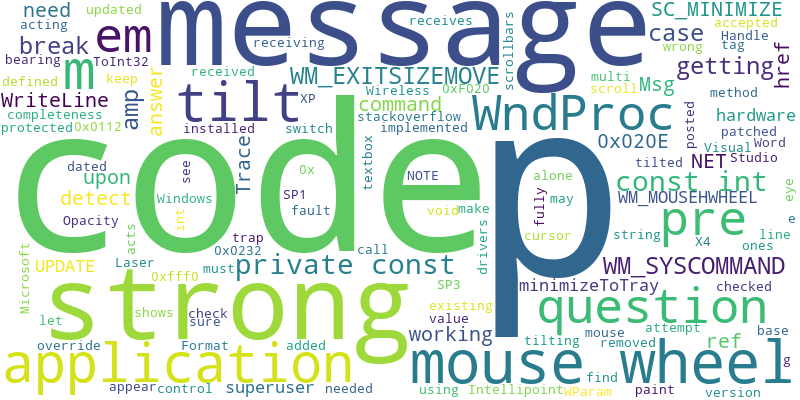 need updated
acting
break em message receives SC_MINIMIZE
scrollbars case accepted
wrong Handle
bearing ToInt32 receiving tag
defined keep m answer received WM_EXITSIZEMOVE multi Msg getting href
Wireless scroll
WriteLine amp tilt XP command 0xF020 WndProc posted method
completeness installed switch stackoverflow hardware
protected 0x0112 Trace implemented 0x020E patched Word
dated see 0x textbox tilted NET Visual Studio
upon code p const int
detect Windows SP1 NOTE alone fully WM_MOUSEHWHEEL eye
int fault void make may pre
Opacity trap cursor string line e
acts 0x0232 call drivers X4 ones
UPDATE Laser must private const WM_SYSCOMMAND
Microsoft 0xfff0 SP3 minimizeToTray checked
let strong shows check existing tilting question value
sure working attempt base
override Format added mouse removed ref
application using Intellipoint find mouse wheel g
appear control superuser needed WParam paint version